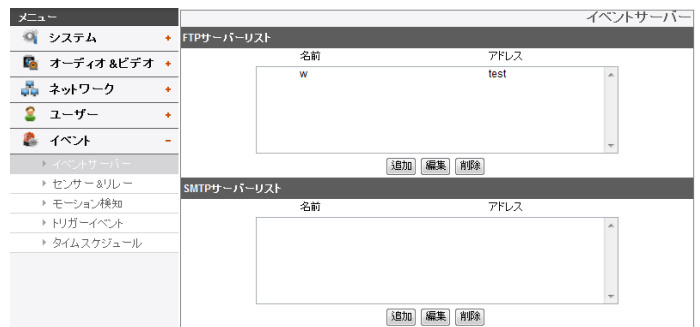 メニュー
システム +
オーディオ&ビデオ +
ネットワーク +
ユーザー +
イベント -
イベントサーバー
センサー&リレー
モーション検知
トリガーイベント
タイムスケジュール
イベントサーバー
FTPサーバーリスト
名前 アドレス
w test
追加 編集 削除
SMTPサーバーリスト
名前 アドレス
追加 編集 削除